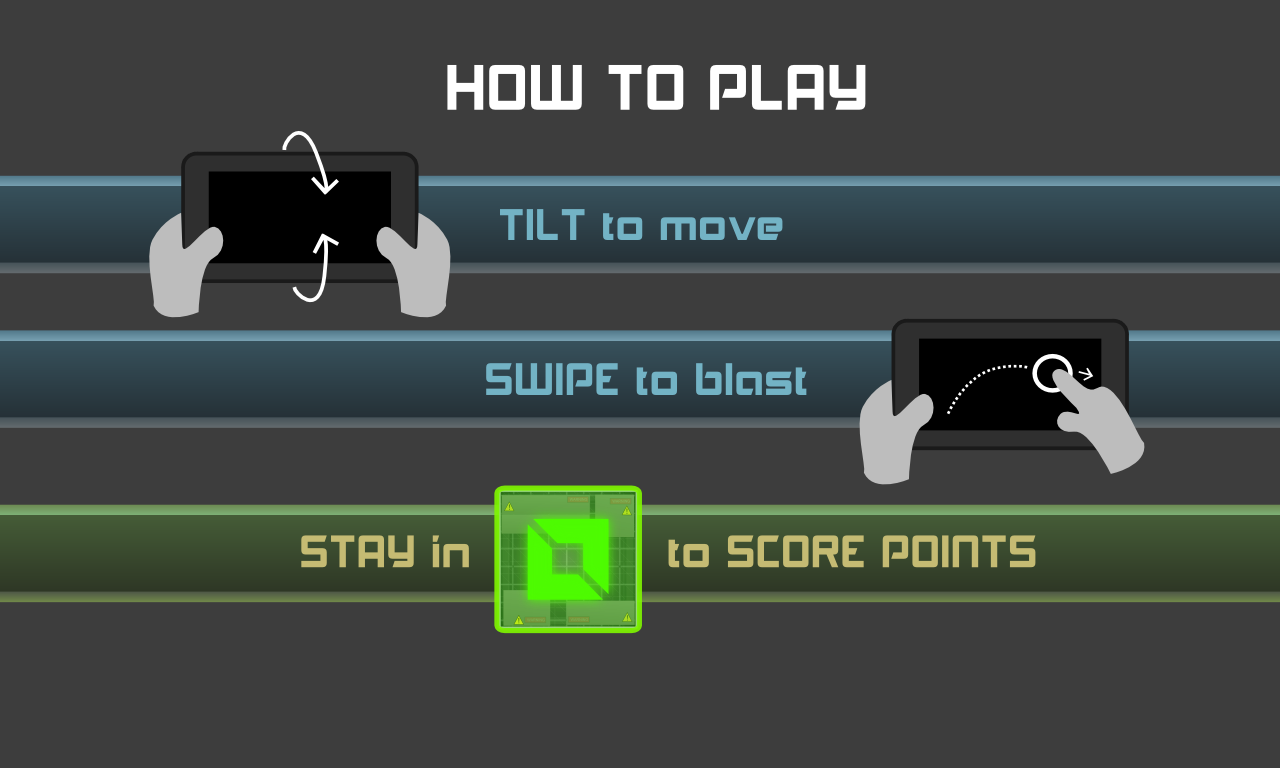 HOW TO PLAY
TILT to move
SWIPE to blast
STAY in to SCORE POINTS